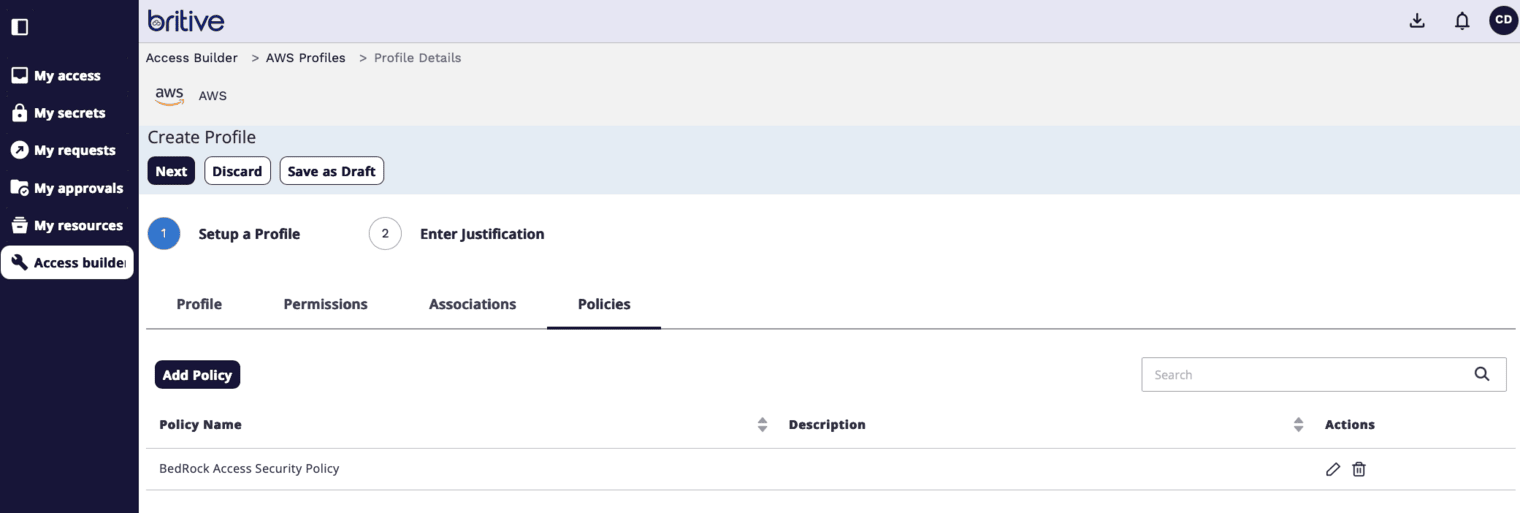 britive
CD
Access Builder > AWS Profiles > Profile Details
aws AWS
My access
My secrets
My requests
My approvals
My resources
Access builder
Create Profile
Next Discard Save as Draft
1 Setup a Profile 2 Enter Justification
Profile Permissions Associations Policies
Add Policy Search
Policy Name Description Actions
BedRock Access Security Policy